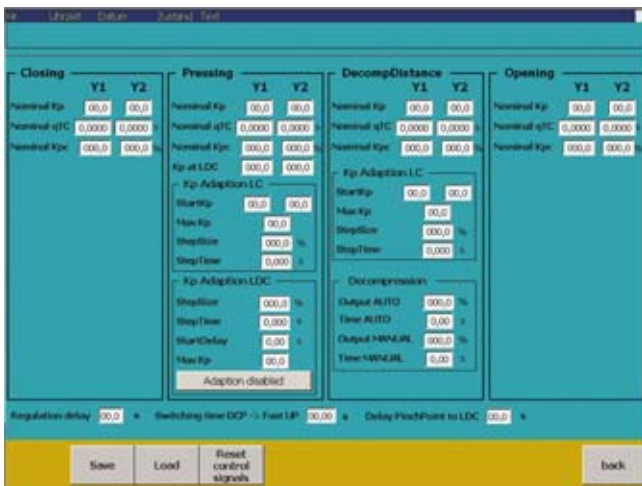 Nr Uhrzeit Datum Zustand Text
Closing
Y1 Y2
Nominal Kp 00,0 00,0
Nominal qTC 0,0000 0,0000 s
Nominal Kpc 000,0 000,0 %
Pressing
Y1 Y2
Nominal Kp 00,0 00,0
Nominal qTC 0,0000 0,0000 s
Nominal Kpc 000,0 000,0 %
Kp at LDC 000,0 000,0
Kp Adaption LC
StartKp 00,0 00,0
Max Kp 00,0
StepSize 000,0 %
StepTime 0,000 s
Kp Adaption LDC
StepSize 000,0 %
StepTime 0,000 s
StartDelay 0,00 s
Max Kp 00,0
Adaption disabled
DecompDistance
Y1 Y2
Nominal Kp 00,0 00,0
Nominal qTC 0,0000 0,0000 s
Nominal Kpc 000,0 000,0 %
Kp Adaption LC
StartKp 00,0 00,0
Max Kp 00,0
StepSize 000,0 %
StepTime 0,000 s
Decompression
Output AUTO 000,0 %
Time AUTO 0,00 s
Output MANUAL 000,0 %
Time MANUAL 0,00 s
Opening
Y1 Y2
Nominal Kp 00,0 00,0
Nominal qTC 0,0000 0,0000 s
Nominal Kpc 000,0 000,0 %
Regulation delay 00,0 s Switching time DCP -> Fast UP 00,00 s Delay PinchPoint to LDC 00,0 s
Save
Load
Reset
control
signals
back